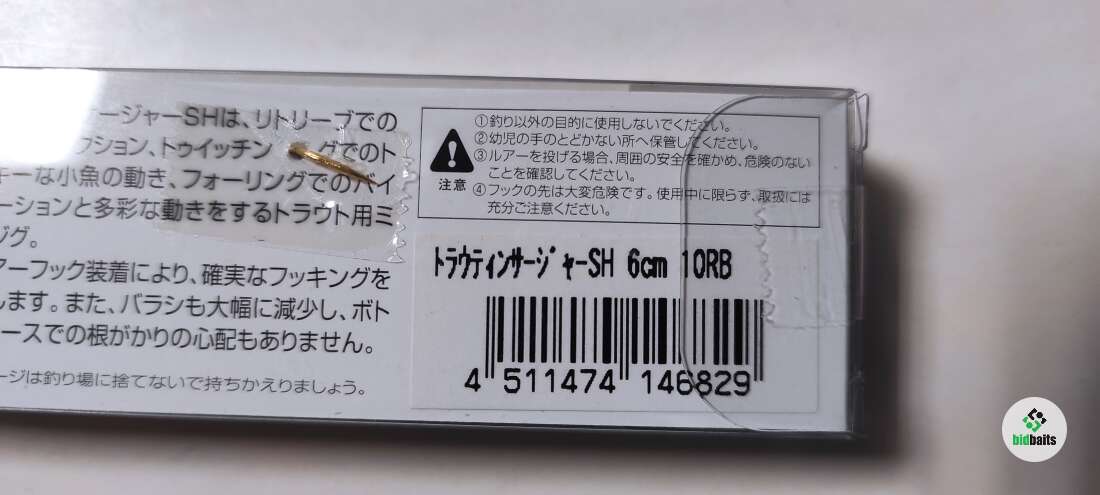 ージャーSHは、リトリーブでの
クション、トゥイッチン グでのト
キーな小魚の動き、フォーリングでのバイ
ーションと多彩な動きをするトラウト用ミ
ジグ。
アーフック装着により、確実なフッキングを
します。また、バラシも大幅に減少し、ボト
ースでの根がかりの心配もありません。
ージは釣り場に捨てないで持ちかえりましょう。
注意
①釣り以外の目的に使用しないでください。
②幼児の手のとどかない所へ保管してください。
③ルアーを投げる場合、周囲の安全を確かめ、危険のない
ことを確認してください。
④フックの先は大変危険です。使用中に限らず、取扱には
充分ご注意ください。
トラウティンサージャーSH 6cm 10RB
4 511474 146829
bidbaits